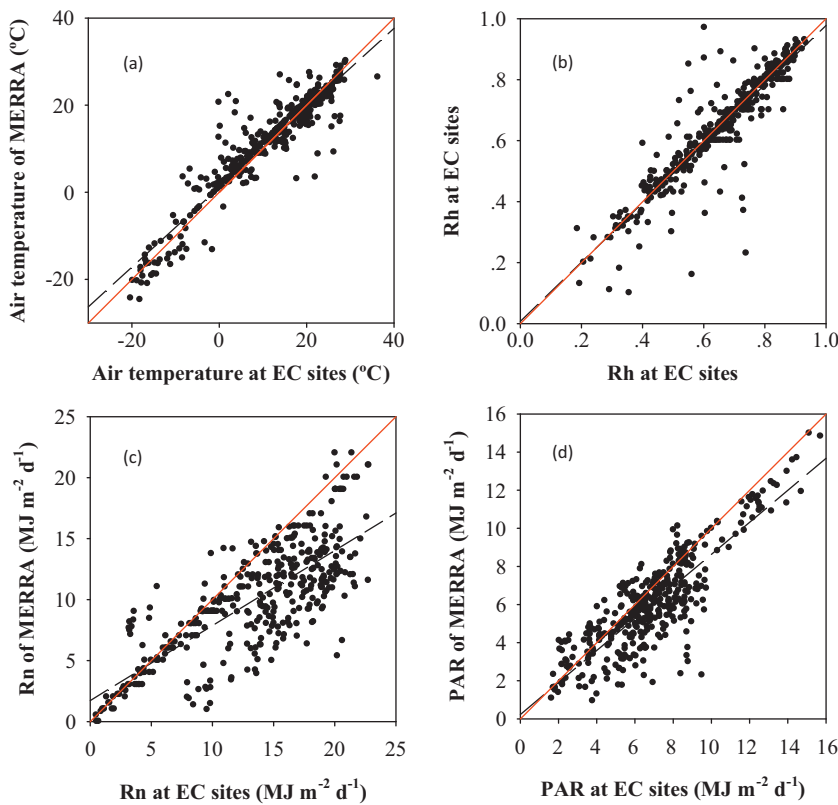 40
20
0
-20
Air temperature of MERRA (ºC)
(a)
-20 0 20 40
Air temperature at EC sites (ºC)
1.0
.8
.6
.4
.2
0.0
Rh at EC sites
(b)
0.0 .2 .4 .6 .8 1.0
Rh at EC sites
25
20
15
10
5
0
Rn of MERRA (MJ m⁻² d⁻¹)
(c)
0 5 10 15 20 25
Rn at EC sites (MJ m⁻² d⁻¹)
16
14
12
10
8
6
4
2
0
PAR of MERRA (MJ m⁻² d⁻¹)
(d)
0 2 4 6 8 10 12 14 16
PAR at EC sites (MJ m⁻² d⁻¹)